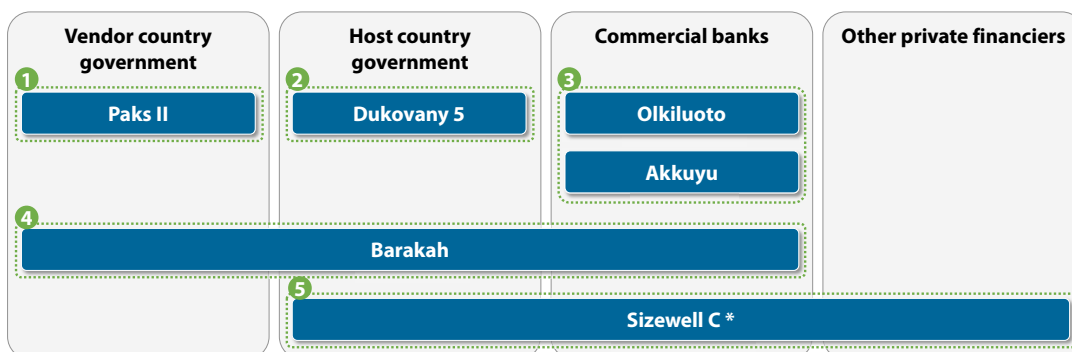 Vendor country
government
Host country
government
Commercial banks
Other private financiers
1
Paks II
2
Dukovany 5
3
Olkiluoto
Akkuyu
4
Barakah
5
Sizewell C *